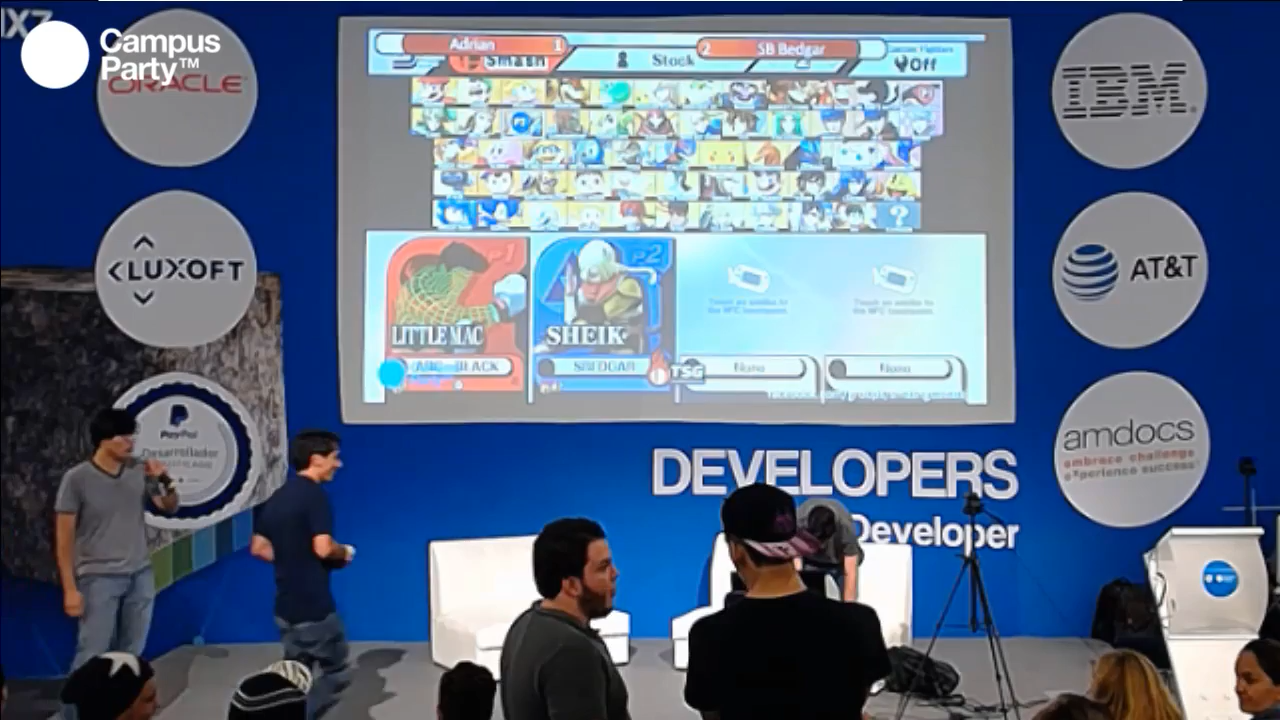 Campus
Party™
ORACLE
<LUXOFT
PayPal
Desarrollador
Adrian 1
2 SB Bedgar
Smash
Stock
Off
P1
P2
LITTLE MAC
SHEIK
?
TSG
None
None
DEVELOPERS
Developer
IBM®
AT&T
amdocs
embrace challenge
experience success